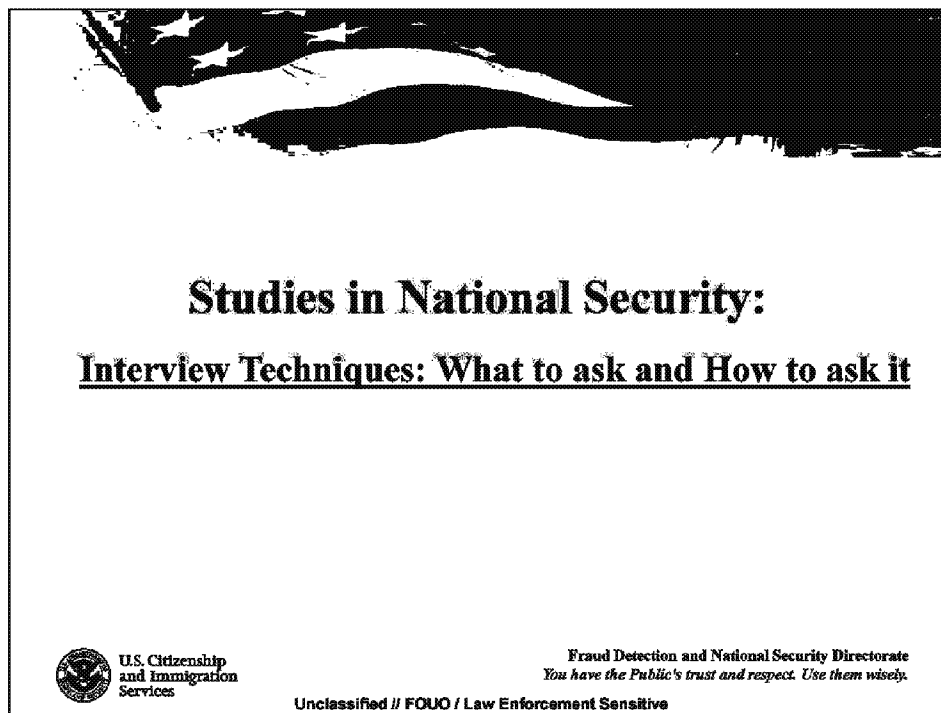 Studies in National Security:
Interview Techniques: What to ask and How to ask it
U.S. Citizenship
and Immigration
Services
Fraud Detection and National Security Directorate
You have the Public's trust and respect. Use them wisely.
Unclassified // FOUO / Law Enforcement Sensitive